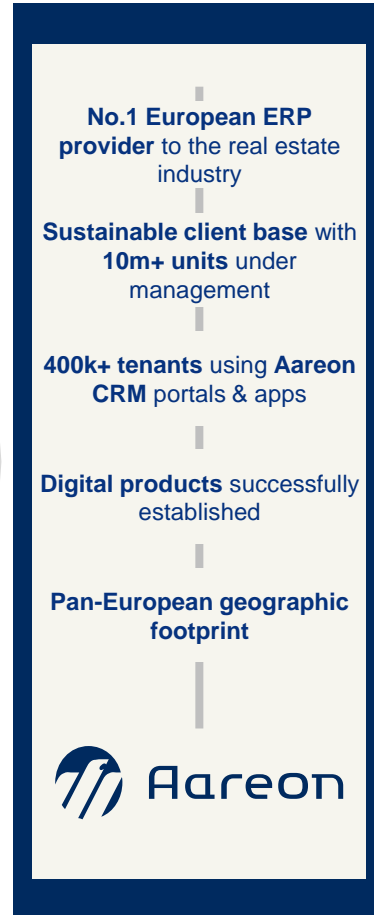 No.1 European ERP
provider to the real estate
industry
Sustainable client base with
10m+ units under
management
400k+ tenants using Aareon
CRM portals & apps
Digital products successfully
established
Pan-European geographic
footprint
Aareon